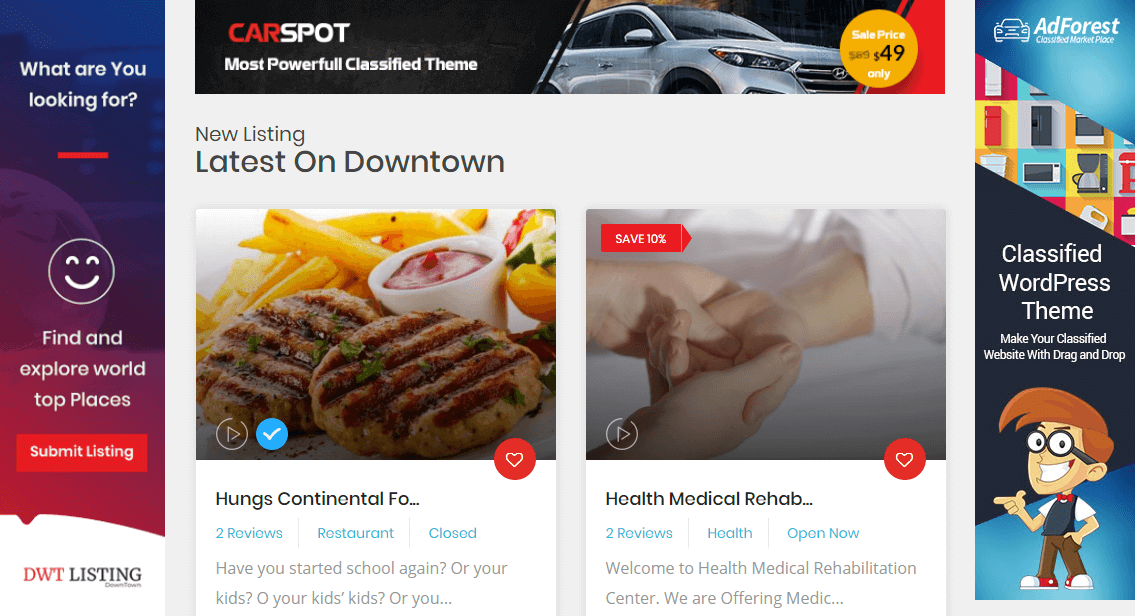 What are You
looking for?
Find and
explore world
top Places
Submit Listing
DWT LISTING
DownTown
CARSPOT
Most Powerfull Classified Theme
Sale Price
$69 $49
only
New Listing
Latest On Downtown
Hungs Continental Fo...
2 Reviews Restaurant Closed
Have you started school again? Or your
kids? O your kids’ kids? Or you...
SAVE 10%
Health Medical Rehab...
2 Reviews Health Open Now
Welcome to Health Medical Rehabilitation
Center. We are Offering Medic...
AdForest
Classified Market Place
Classified
WordPress
Theme
Make Your Classified
Website With Drag and Drop